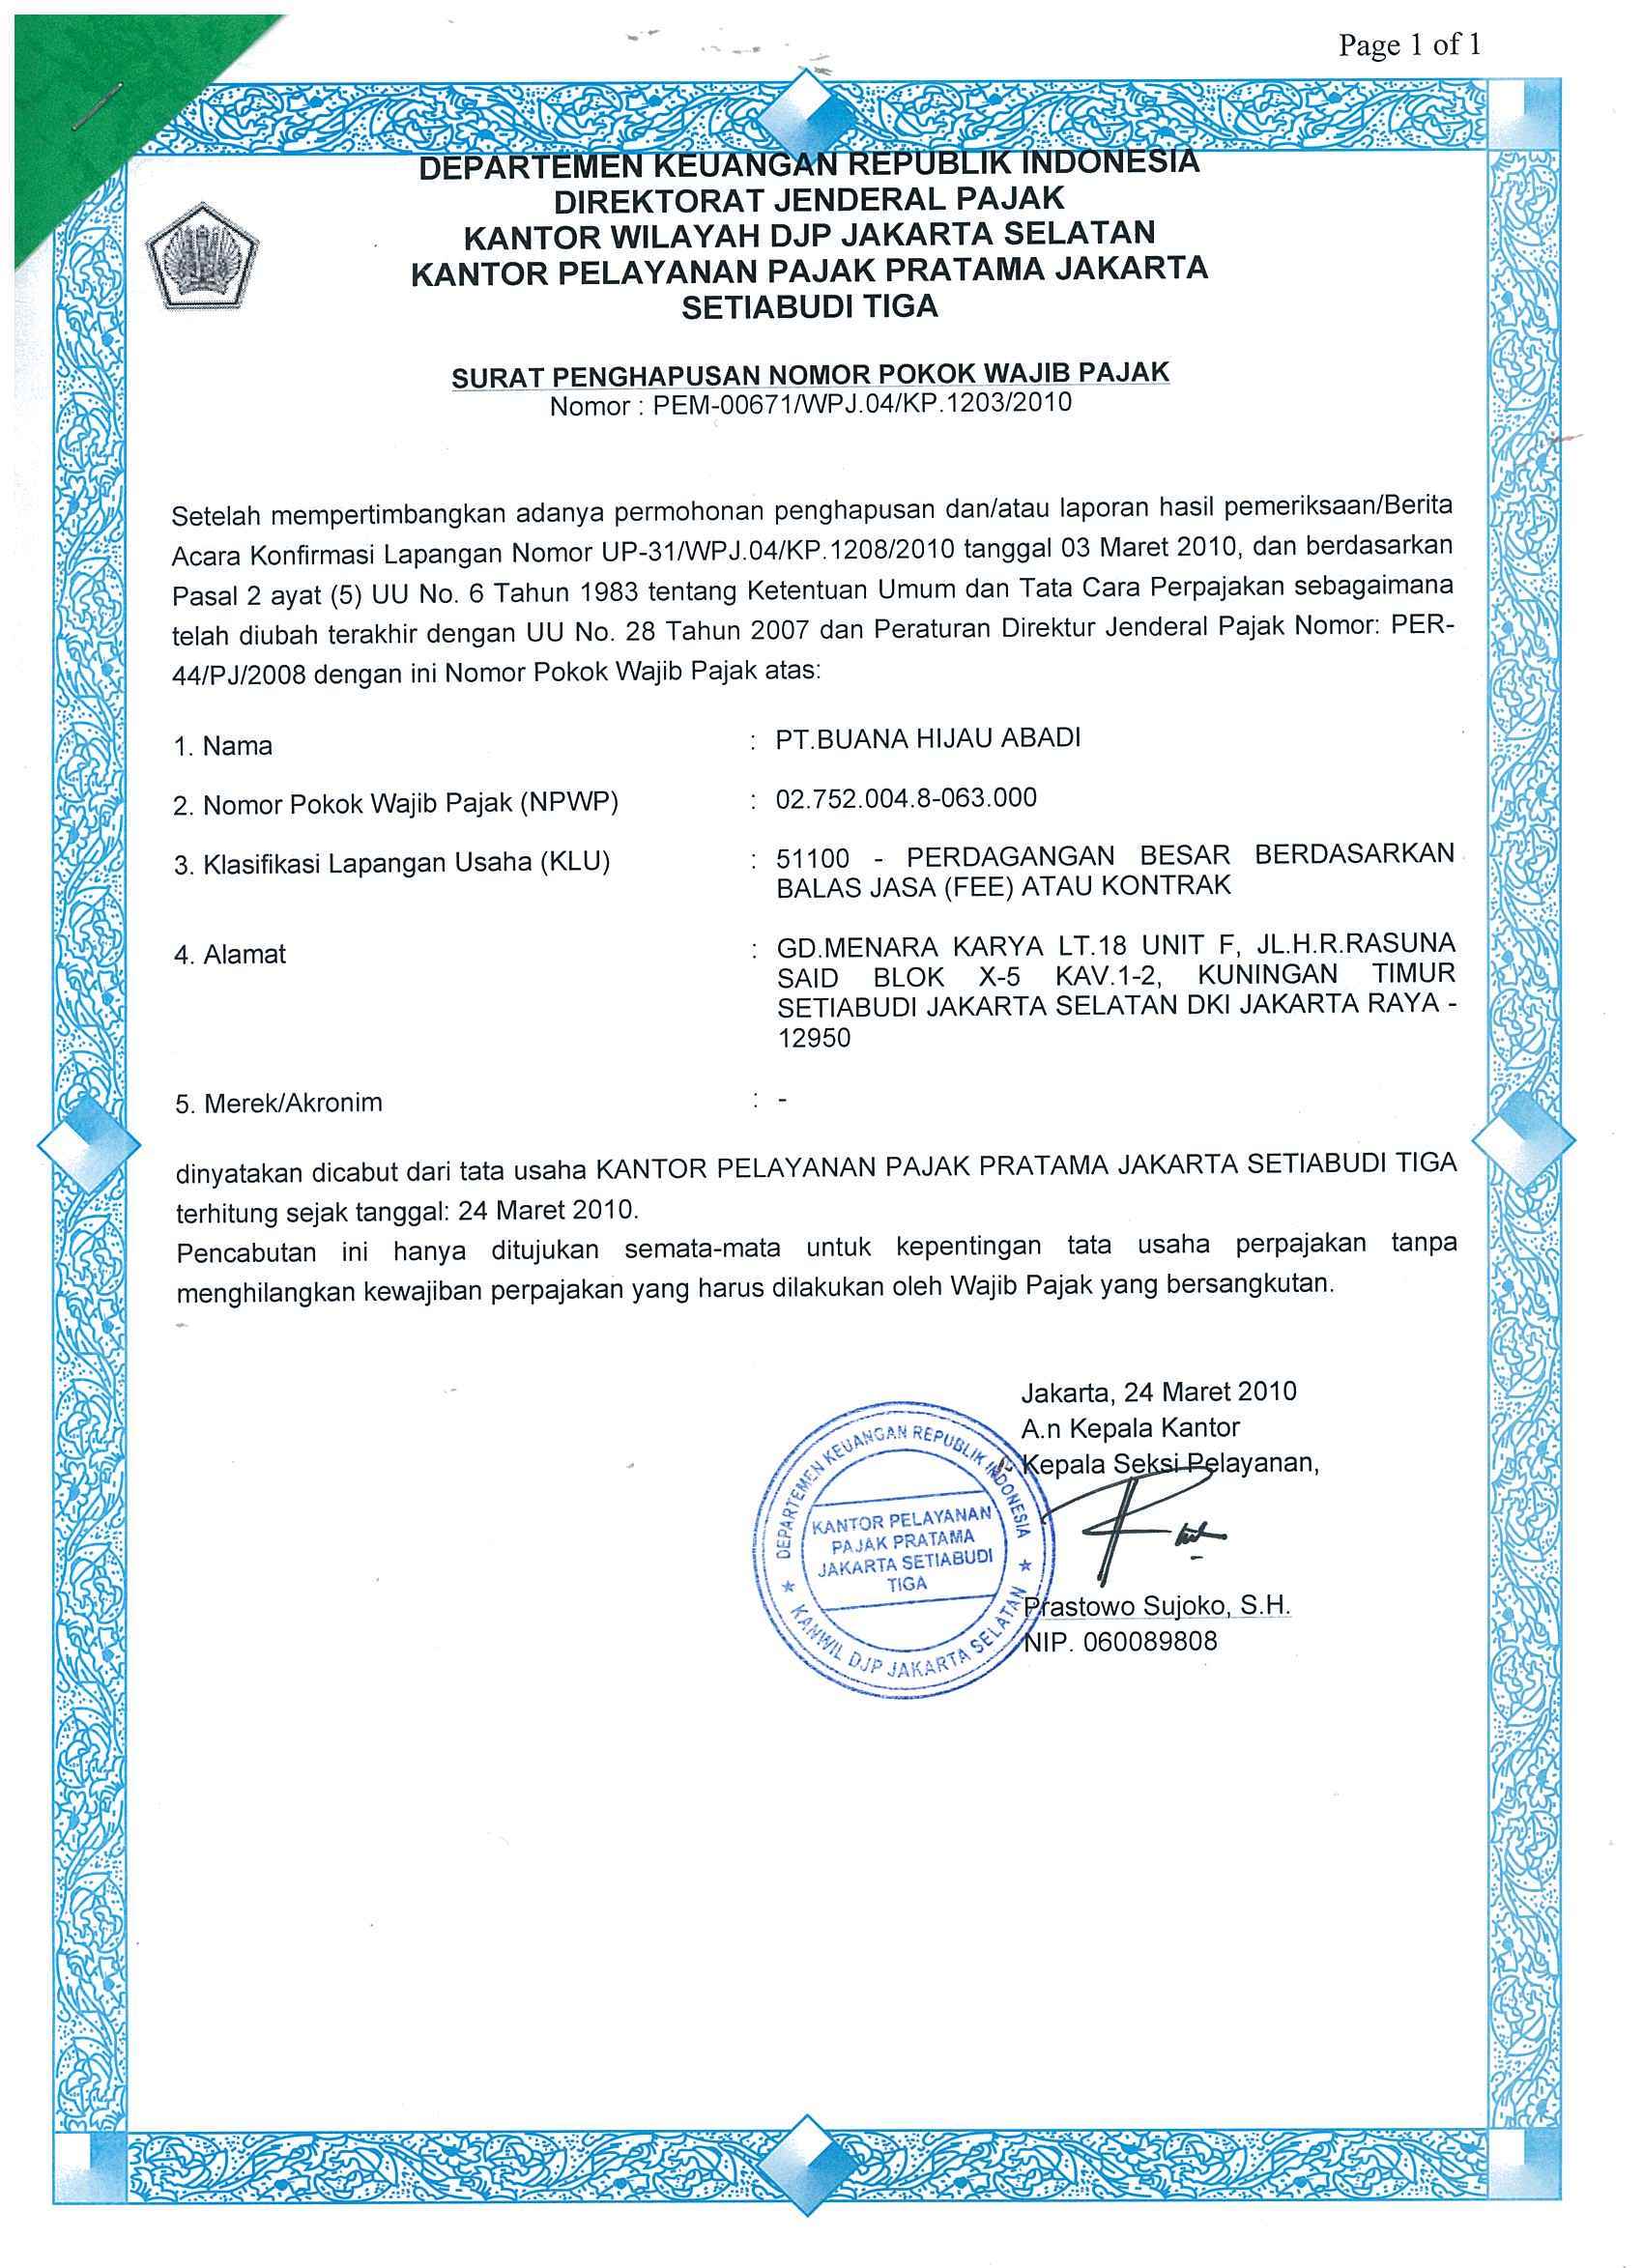 Page 1 of 1
DEPARTEMEN KEUANGAN REPUBLIK INDONESIA
DIREKTORAT JENDERAL PAJAK
KANTOR WILAYAH DJP JAKARTA SELATAN
KANTOR PELAYANAN PAJAK PRATAMA JAKARTA
SETIABUDI TIGA
SURAT PENGHAPUSAN NOMOR POKOK WAJIB PAJAK
Nomor : PEM-00671/WPJ.04/KP.1203/2010
Setelah mempertimbangkan adanya permohonan penghapusan dan/atau laporan hasil pemeriksaan/Berita
Acara Konfirmasi Lapangan Nomor UP-31/WPJ.04/KP.1208/2010 tanggal 03 Maret 2010, dan berdasarkan
Pasal 2 ayat (5) UU No. 6 Tahun 1983 tentang Ketentuan Umum dan Tata Cara Perpajakan sebagaimana
telah diubah terakhir dengan UU No. 28 Tahun 2007 dan Peraturan Direktur Jenderal Pajak Nomor: PER-
44/PJ/2008 dengan ini Nomor Pokok Wajib Pajak atas:
1. Nama : PT.BUANA HIJAU ABADI
2. Nomor Pokok Wajib Pajak (NPWP) : 02.752.004.8-063.000
3. Klasifikasi Lapangan Usaha (KLU) : 51100 - PERDAGANGAN BESAR BERDASARKAN
BALAS JASA (FEE) ATAU KONTRAK
4. Alamat : GD.MENARA KARYA LT.18 UNIT F, JL.H.R.RASUNA
SAID BLOK X-5 KAV.1-2, KUNINGAN TIMUR
SETIABUDI JAKARTA SELATAN DKI JAKARTA RAYA -
12950
5. Merek/Akronim : -
dinyatakan dicabut dari tata usaha KANTOR PELAYANAN PAJAK PRATAMA JAKARTA SETIABUDI TIGA
terhitung sejak tanggal: 24 Maret 2010.
Pencabutan ini hanya ditujukan semata-mata untuk kepentingan tata usaha perpajakan tanpa
menghilangkan kewajiban perpajakan yang harus dilakukan oleh Wajib Pajak yang bersangkutan.
Jakarta, 24 Maret 2010
A.n Kepala Kantor
Kepala Seksi Pelayanan,
DEPARTEMEN KEUANGAN REPUBLIK INDONESIA
KANTOR PELAYANAN
PAJAK PRATAMA
JAKARTA SETIABUDI
TIGA
KANWIL DJP JAKARTA SELATAN
Prastowo Sujoko, S.H.
NIP. 060089808